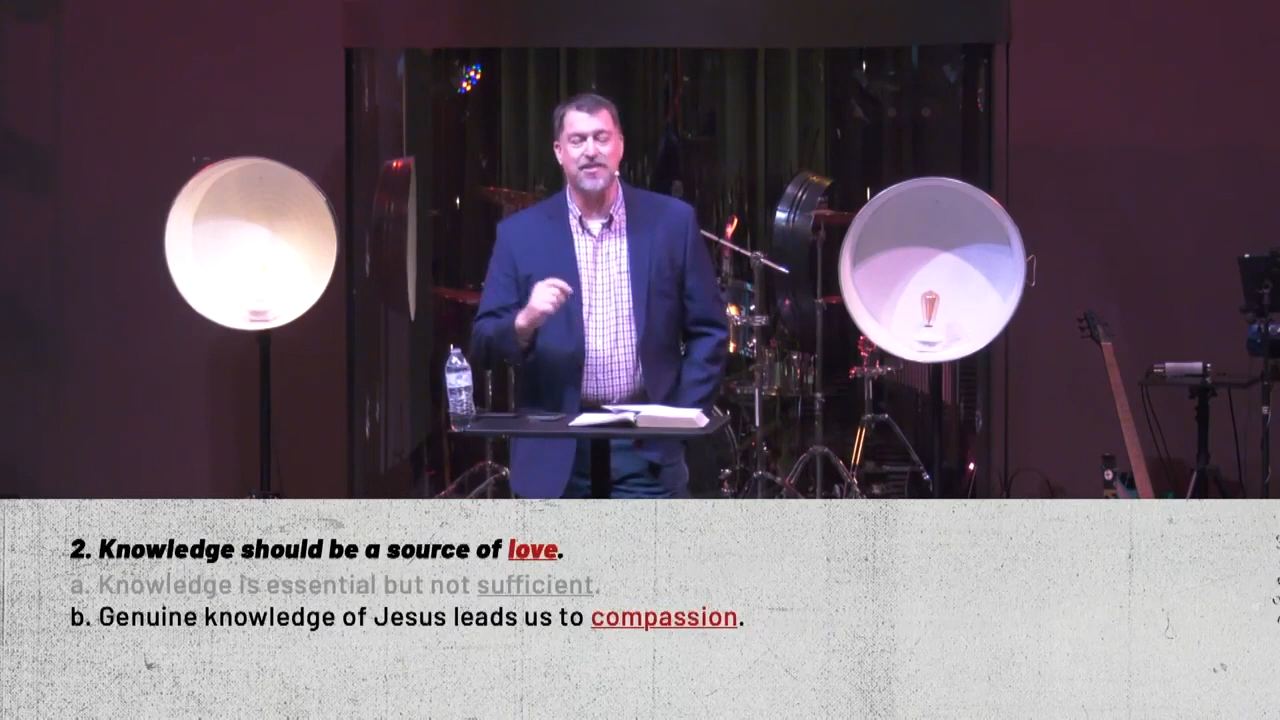 2. Knowledge should be a source of love.
a. Knowledge is essential but not sufficient.
b. Genuine knowledge of Jesus leads us to compassion.